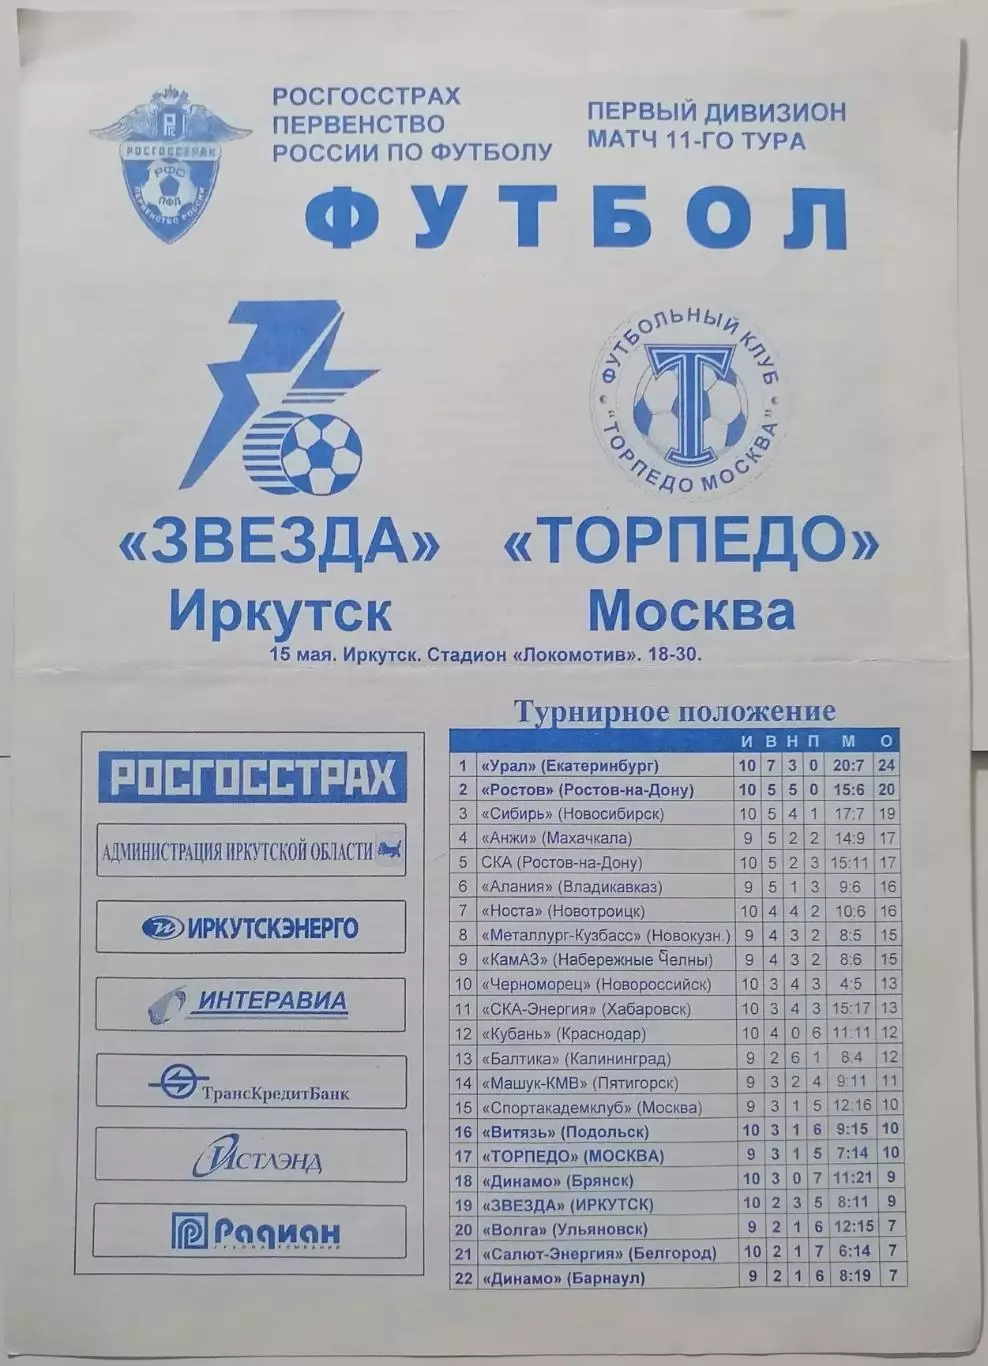 РОСГОССТРАХ
ПЕРВЕНСТВО
РОССИИ ПО ФУТБОЛУ
ПЕРВЫЙ ДИВИЗИОН
МАТЧ 11-ГО ТУРА
РОСГОССТРАХ
РФС
ПФЛ
ПЕРВЕНСТВО РОССИИ
ФУТБОЛ
ФУТБОЛЬНЫЙ КЛУБ
"ТОРПЕДО МОСКВА"
Т
«ЗВЕЗДА» «ТОРПЕДО»
Иркутск Москва
15 мая. Иркутск. Стадион «Локомотив». 18-30.
РОСГОССТРАХ
АДМИНИСТРАЦИЯ ИРКУТСКОЙ ОБЛАСТИ
ИРКУТСКЭНЕРГО
ИНТЕРАВИА
ТрансКредитБанк
Истлэнд
Радиан
ГРУППА КОМПАНИЙ
Турнирное положение
И В Н П М О
1 «Урал» (Екатеринбург) 10 7 3 0 20:7 24
2 «Ростов» (Ростов-на-Дону) 10 5 5 0 15:6 20
3 «Сибирь» (Новосибирск) 10 5 4 1 17:7 19
4 «Анжи» (Махачкала) 9 5 2 2 14:9 17
5 СКА (Ростов-на-Дону) 10 5 2 3 15:11 17
6 «Алания» (Владикавказ) 9 5 1 3 9:6 16
7 «Носта» (Новотроицк) 10 4 4 2 10:6 16
8 «Металлург-Кузбасс» (Новокузн.) 9 4 3 2 8:5 15
9 «КамАЗ» (Набережные Челны) 9 4 3 2 8:6 15
10 «Черноморец» (Новороссийск) 10 3 4 3 4:5 13
11 «СКА-Энергия» (Хабаровск) 10 3 4 3 15:17 13
12 «Кубань» (Краснодар) 10 4 0 6 11:11 12
13 «Балтика» (Калининград) 9 2 6 1 8:4 12
14 «Машук-КМВ» (Пятигорск) 9 3 2 4 9:11 11
15 «Спортакадемклуб» (Москва) 9 3 1 5 12:16 10
16 «Витязь» (Подольск) 10 3 1 6 9:15 10
17 «ТОРПЕДО» (МОСКВА) 9 3 1 5 7:14 10
18 «Динамо» (Брянск) 10 3 0 7 11:21 9
19 «ЗВЕЗДА» (ИРКУТСК) 10 2 3 5 8:11 9
20 «Волга» (Ульяновск) 9 2 1 6 12:15 7
21 «Салют-Энергия» (Белгород) 10 2 1 7 6:14 7
22 «Динамо» (Барнаул) 9 2 1 6 8:19 7